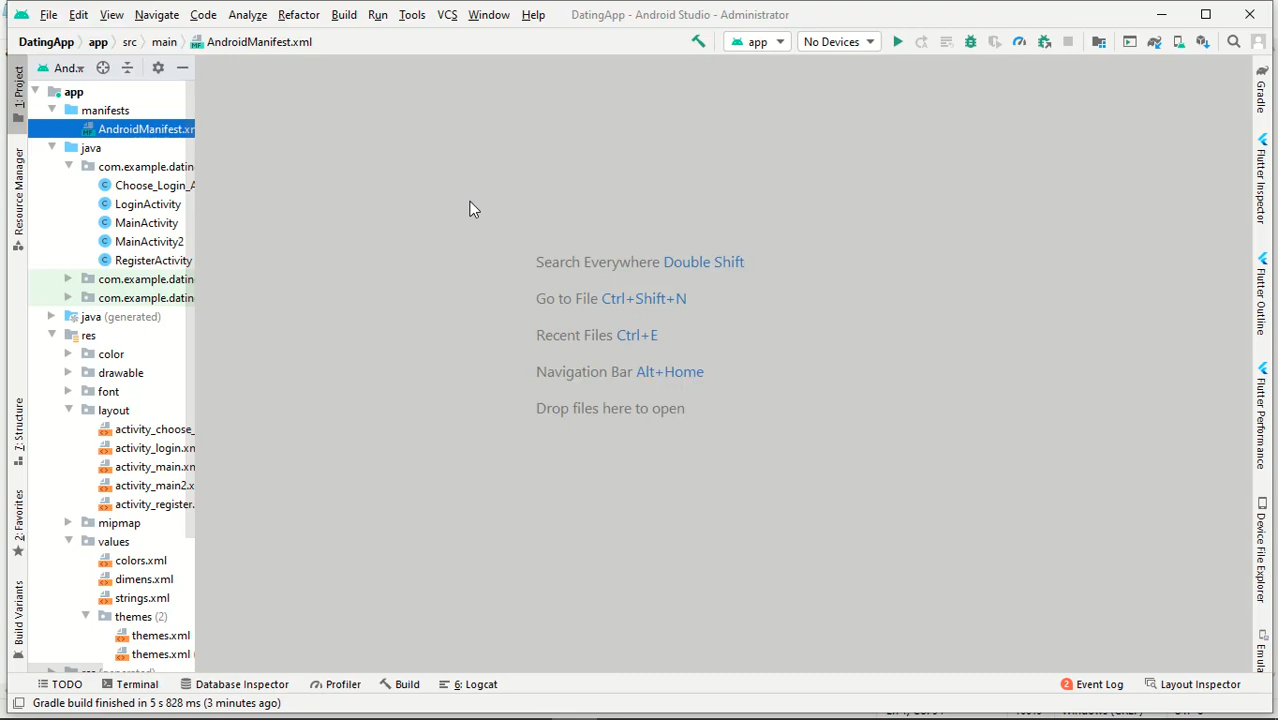 File Edit View Navigate Code Analyze Refactor Build Run Tools VCS Window Help DatingApp - Android Studio - Administrator
DatingApp app src main AndroidManifest.xml app No Devices
1: Project
Resource Manager
7: Structure
2: Favorites
Build Variants
And..
app
manifests
AndroidManifest.xm
java
com.example.datin
Choose_Login_A
LoginActivity
MainActivity
MainActivity2
RegisterActivity
com.example.datin
com.example.datin
java (generated)
res
color
drawable
font
layout
activity_choose_
activity_login.xm
activity_main.xm
activity_main2.x
activity_register.
mipmap
values
colors.xml
dimens.xml
strings.xml
themes (2)
themes.xml
themes.xml (
Search Everywhere Double Shift
Go to File Ctrl+Shift+N
Recent Files Ctrl+E
Navigation Bar Alt+Home
Drop files here to open
Gradle
Flutter Inspector
Flutter Outline
Flutter Performance
Device File Explorer
Emula
TODO Terminal Database Inspector Profiler Build 6: Logcat 2 Event Log Layout Inspector
Gradle build finished in 5 s 828 ms (3 minutes ago)